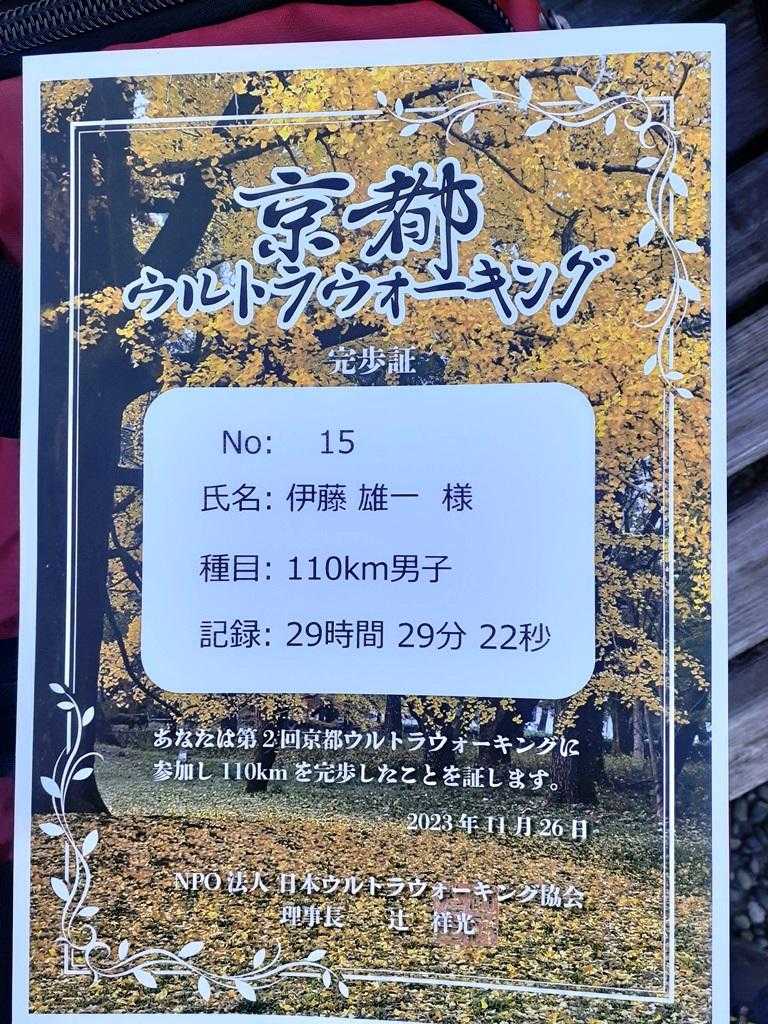 京都
ウルトラウォーキング
完歩証
No: 15
氏名: 伊藤 雄一 様
種目: 110km男子
記録: 29時間 29分 22秒
あなたは第2回京都ウルトラウォーキングに
参加し 110km を完歩したことを証します。
2023年11月26日
NPO法人 日本ウルトラウォーキング協会
理事長 辻 祥光